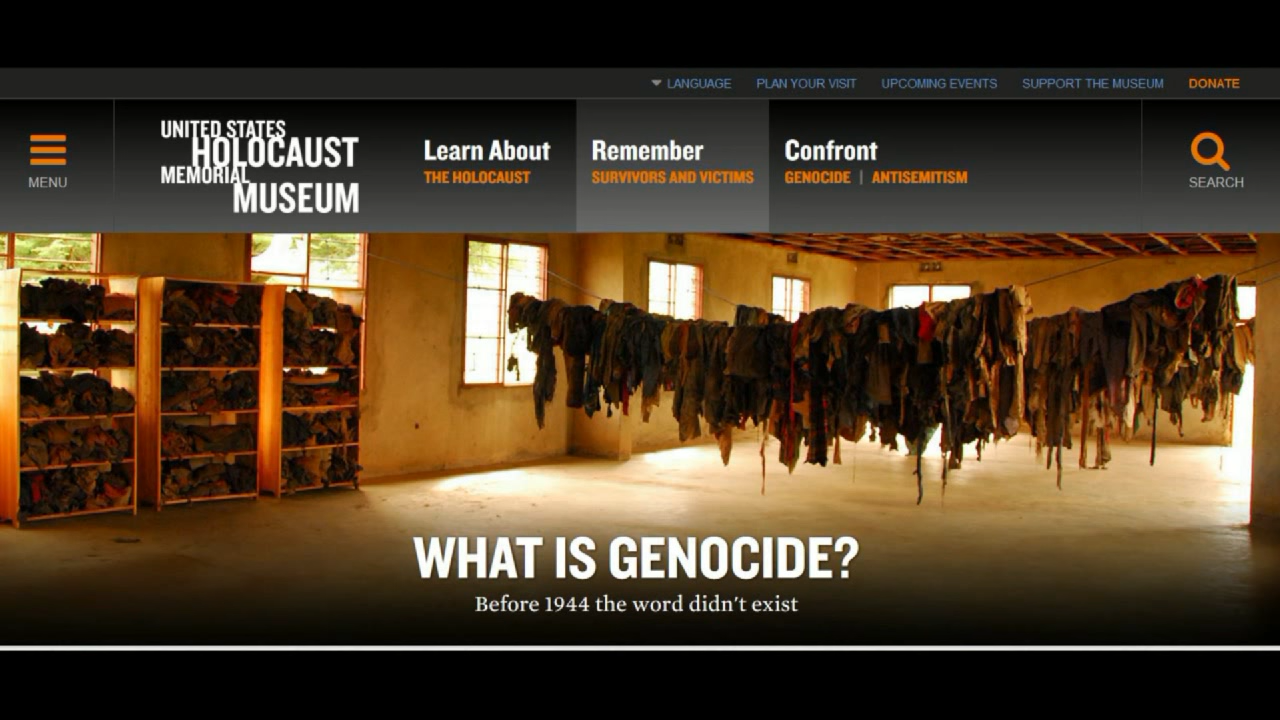 LANGUAGE PLAN YOUR VISIT UPCOMING EVENTS SUPPORT THE MUSEUM DONATE
MENU
UNITED STATES
HOLOCAUST
MEMORIAL
MUSEUM
Learn About
THE HOLOCAUST
Remember
SURVIVORS AND VICTIMS
Confront
GENOCIDE | ANTISEMITISM
SEARCH
WHAT IS GENOCIDE?
Before 1944 the word didn't exist